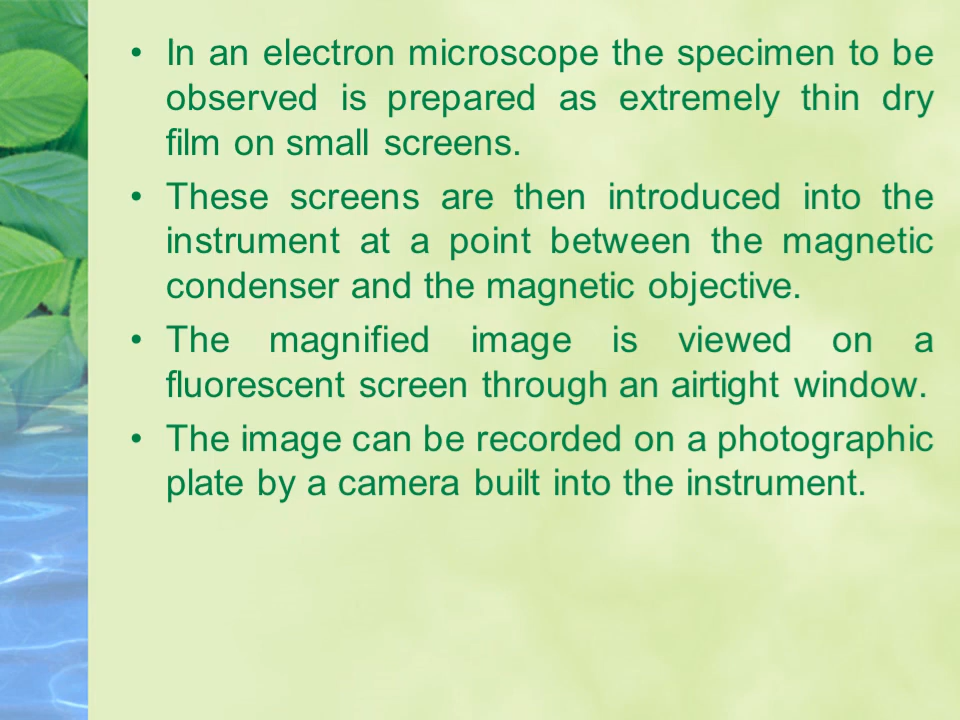 • In an electron microscope the specimen to be
observed is prepared as extremely thin dry
film on small screens.
• These screens are then introduced into the
instrument at a point between the magnetic
condenser and the magnetic objective.
• The magnified image is viewed on a
fluorescent screen through an airtight window.
• The image can be recorded on a photographic
plate by a camera built into the instrument.